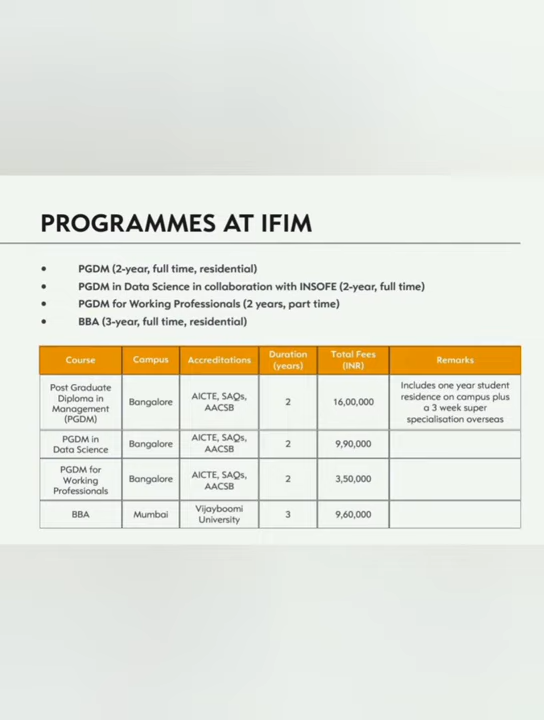 PROGRAMMES AT IFIM
• PGDM (2-year, full time, residential)
• PGDM in Data Science in collaboration with INSOFE (2-year, full time)
• PGDM for Working Professionals (2 years, part time)
• BBA (3-year, full time, residential)
Course Campus Accreditations Duration (years) Total Fees (INR) Remarks
Post Graduate
Diploma in
Management
(PGDM)
Bangalore
AICTE, SAQs,
AACSB
2
16,00,000
Includes one year student
residence on campus plus
a 3 week super
specialisation overseas
PGDM in
Data Science
Bangalore
AICTE, SAQs,
AACSB
2
9,90,000
PGDM for
Working
Professionals
Bangalore
AICTE, SAQs,
AACSB
2
3,50,000
BBA
Mumbai
Vijayboomi
University
3
9,60,000